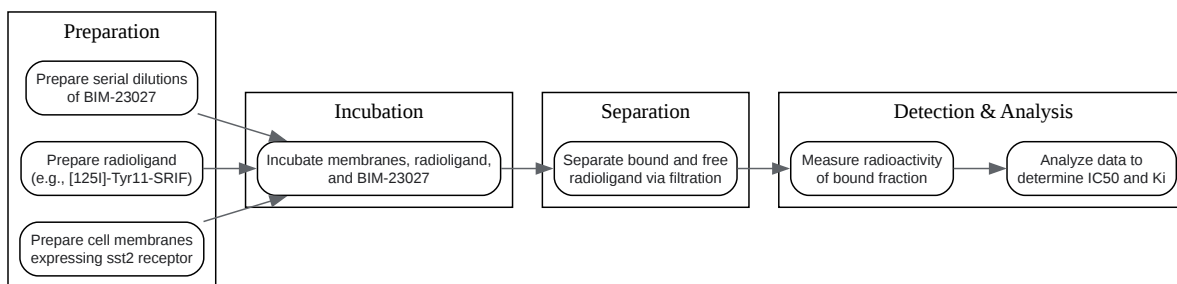 Preparation
Prepare serial dilutions
of BIM-23027
Prepare radioligand
(e.g., [125I]-Tyr11-SRIF)
Prepare cell membranes
expressing sst2 receptor
Incubation
Incubate membranes, radioligand,
and BIM-23027
Separation
Separate bound and free
radioligand via filtration
Detection & Analysis
Measure radioactivity
of bound fraction
Analyze data to
determine IC50 and Ki